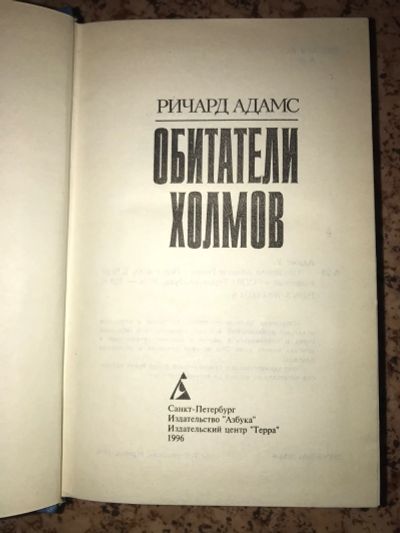 РИЧАРД АДАМС
ОБИТАТЕЛИ
ХОЛМОВ
Санкт-Петербург
Издательство "Азбука"
Издательский центр "Терра"
1996